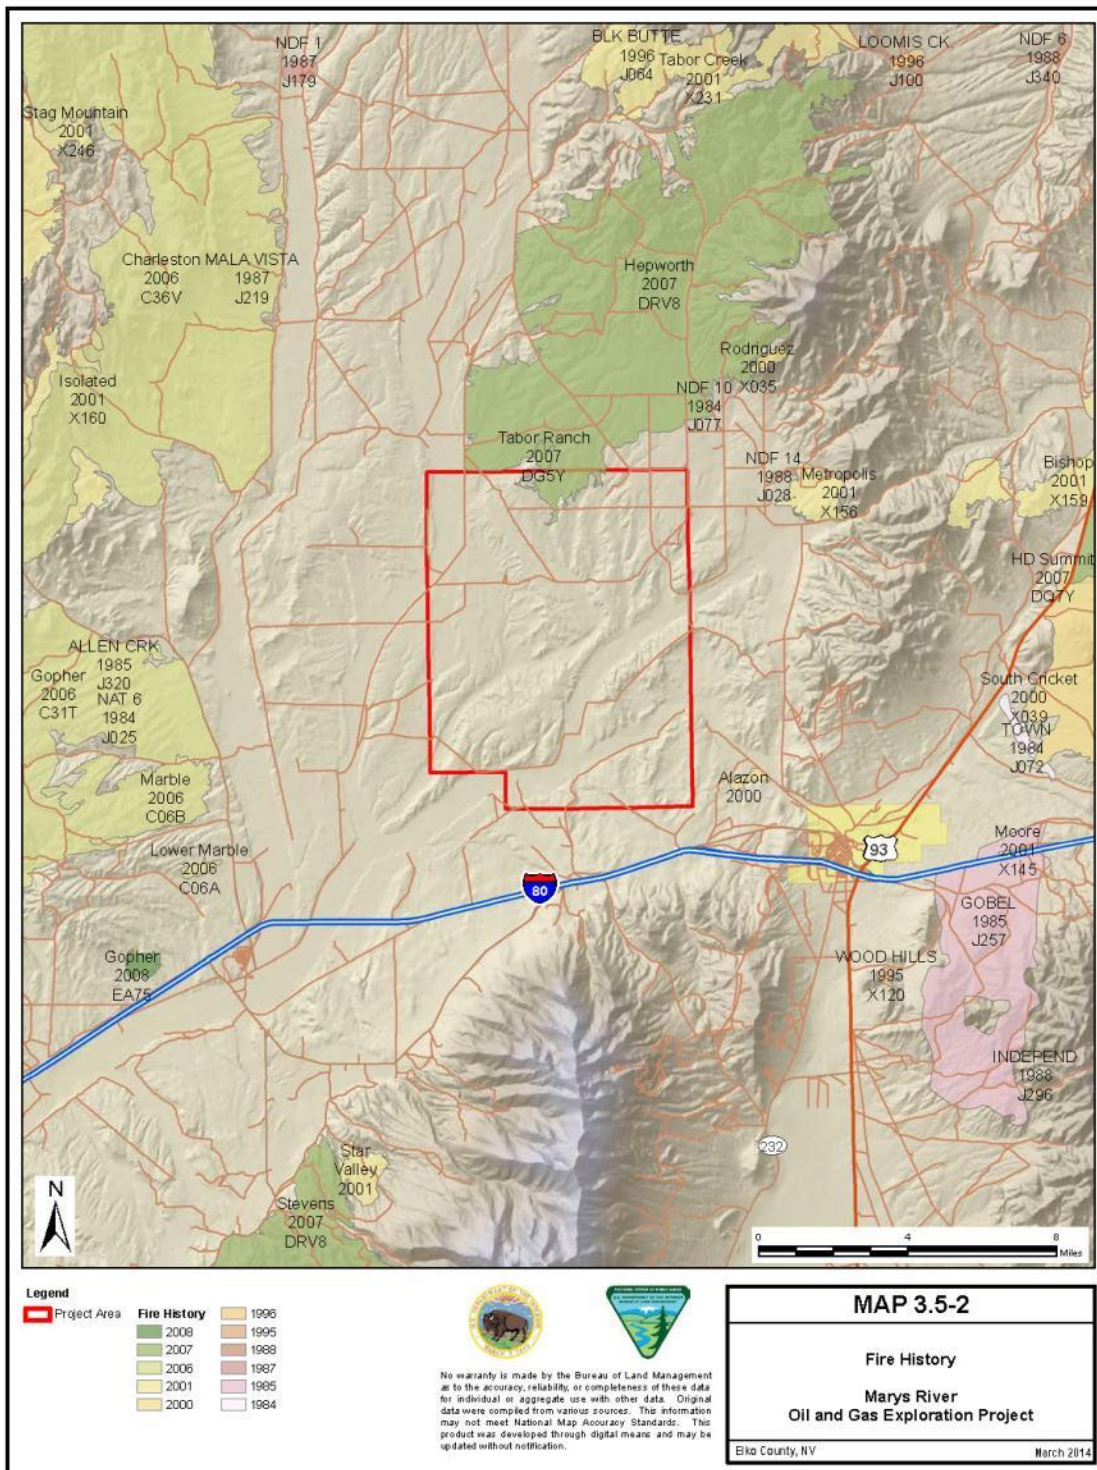 NDF 1
1987
J179
BLK BUTTE
1996
J064
Tabor Creek
2001
X231
LOOMIS CK.
1996
J100
NDF 6
1988
J340
Stag Mountain
2001
X246
Charleston
2006
C36V
MALA VISTA
1987
J219
Hepworth
2007
DRV8
Rodriguez
2000
X035
Isolated
2001
X160
NDF 10
1984
J077
Tabor Ranch
2007
DG5Y
NDF 14
1988
J028
Metropolis
2001
X156
Bishop
2001
X159
HD Summit
2007
DQ7Y
ALLEN CRK
1985
J320
Gopher
2006
C31T
NAT 6
1984
J025
South Cricket
2000
X039
TOWN
1984
J072
Marble
2006
C06B
Alazon
2000
Lower Marble
2006
C06A
93
Moore
2001
X145
80
GOBEL
1985
J257
Gopher
2008
EA75
WOOD HILLS
1995
X120
INDEPEND
1988
J296
232
Star
Valley
2001
Stevens
2007
DRV8
N
0 4 8
Miles
Legend
Project Area
Fire History
2008
2007
2006
2001
2000
1996
1995
1988
1987
1985
1984
No warranty is made by the Bureau of Land Management
as to the accuracy, reliability, or completeness of these data
for individual or aggregate use with other data. Original
data were compiled from various sources. This information
may not meet National Map Accuracy Standards. This
product was developed through digital means and may be
updated without notification.
MAP 3.5-2
Fire History
Marys River
Oil and Gas Exploration Project
Elko County, NV
March 2014